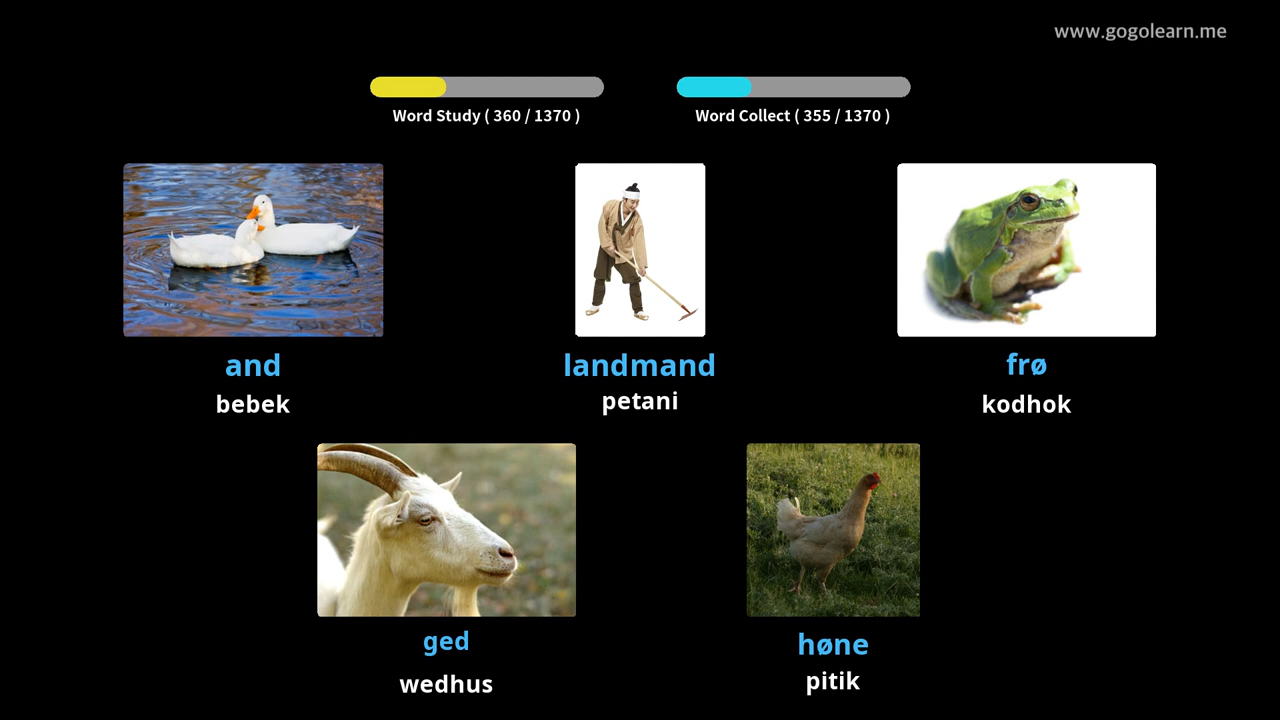 www.gogolearn.me
Word Study ( 360 / 1370 )
Word Collect ( 355 / 1370 )
and
bebek
landmand
petani
frø
kodhok
ged
wedhus
høne
pitik